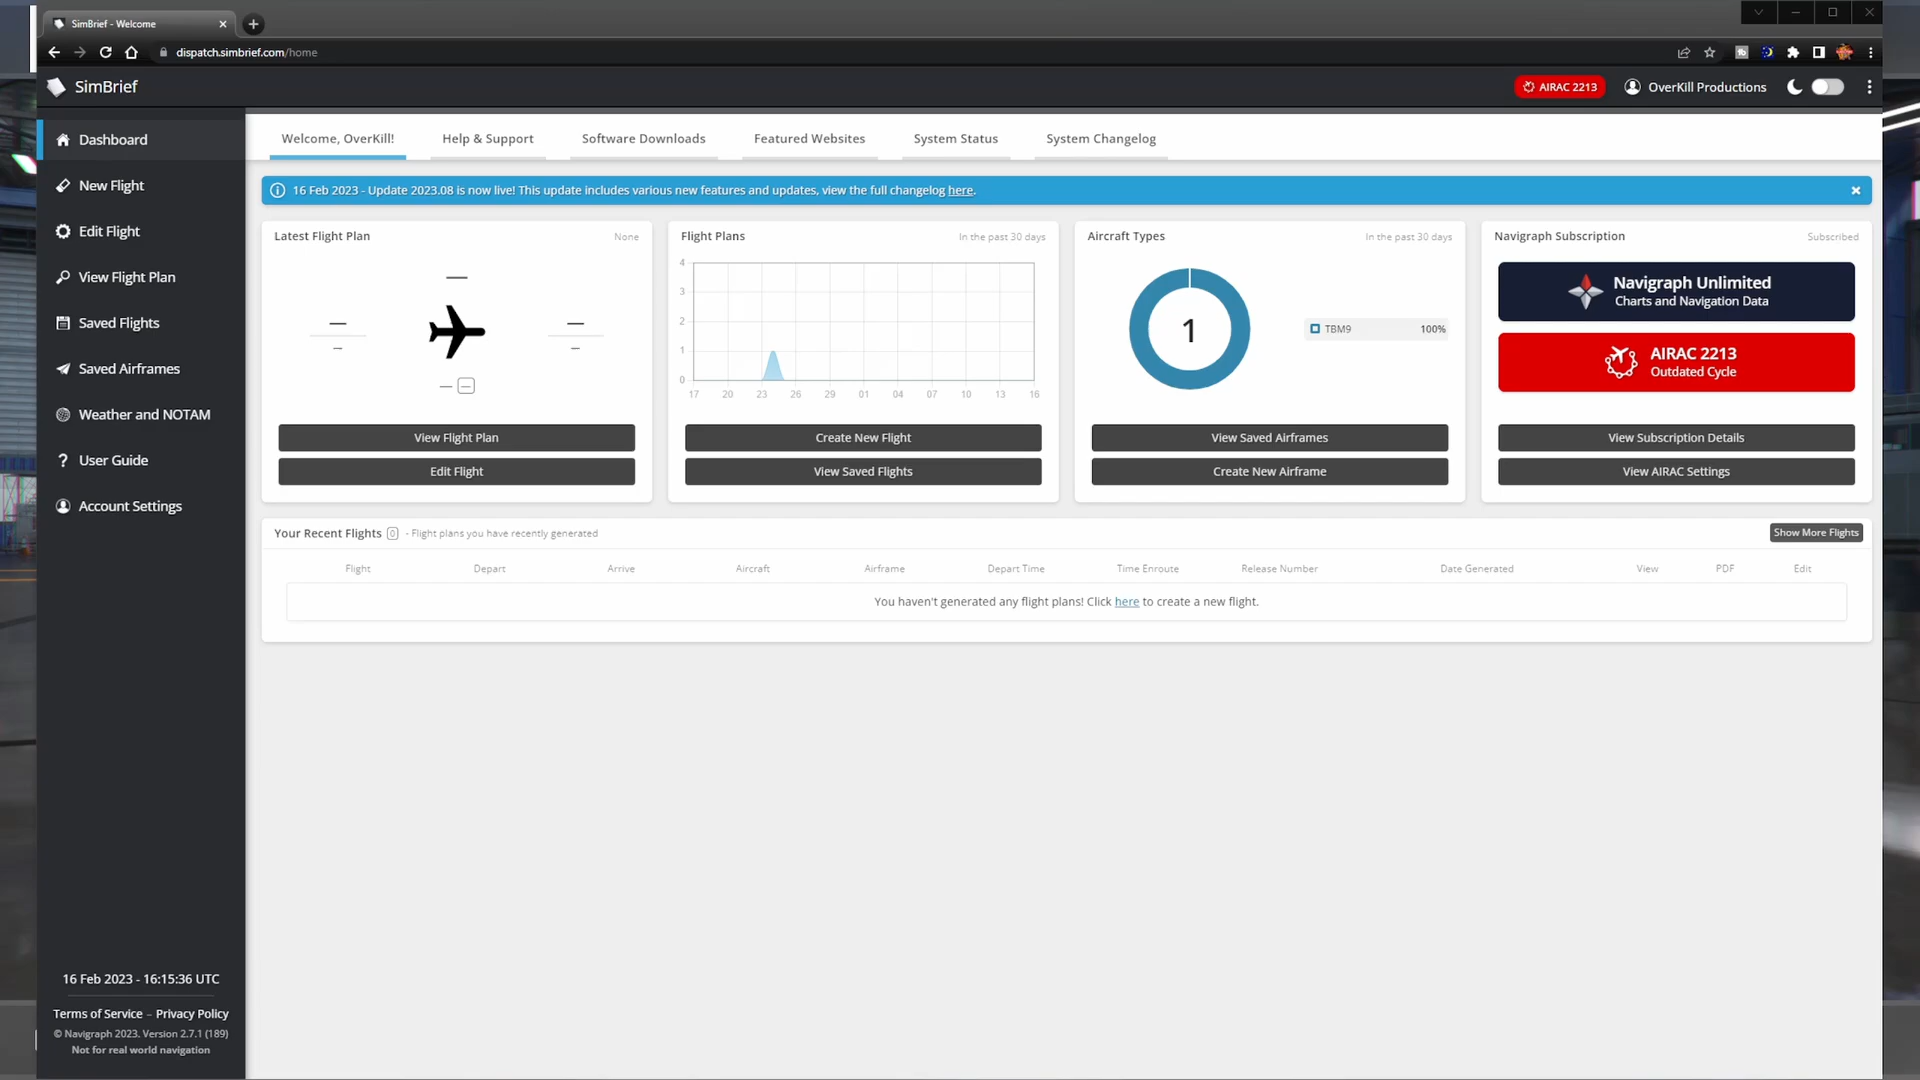 SimBrief - Welcome
dispatch.simbrief.com/home
SimBrief
AIRAC 2213
OverKill Productions
Dashboard
New Flight
Edit Flight
View Flight Plan
Saved Flights
Saved Airframes
Weather and NOTAM
User Guide
Account Settings
16 Feb 2023 - 16:15:36 UTC
Terms of Service – Privacy Policy
© Navigraph 2023. Version 2.7.1 (189)
Not for real world navigation
Welcome, OverKill!
Help & Support
Software Downloads
Featured Websites
System Status
System Changelog
16 Feb 2023 - Update 2023.08 is now live! This update includes various new features and updates, view the full changelog here.
Latest Flight Plan
None
View Flight Plan
Edit Flight
Flight Plans
In the past 30 days
4
3
2
1
0
17 20 23 26 29 01 04 07 10 13 16
Create New Flight
View Saved Flights
Aircraft Types
In the past 30 days
1
TBM9 100%
View Saved Airframes
Create New Airframe
Navigraph Subscription
Subscribed
Navigraph Unlimited
Charts and Navigation Data
AIRAC 2213
Outdated Cycle
View Subscription Details
View AIRAC Settings
Your Recent Flights 0 - Flight plans you have recently generated
Show More Flights
Flight Depart Arrive Aircraft Airframe Depart Time Time Enroute Release Number Date Generated View PDF Edit
You haven't generated any flight plans! Click here to create a new flight.